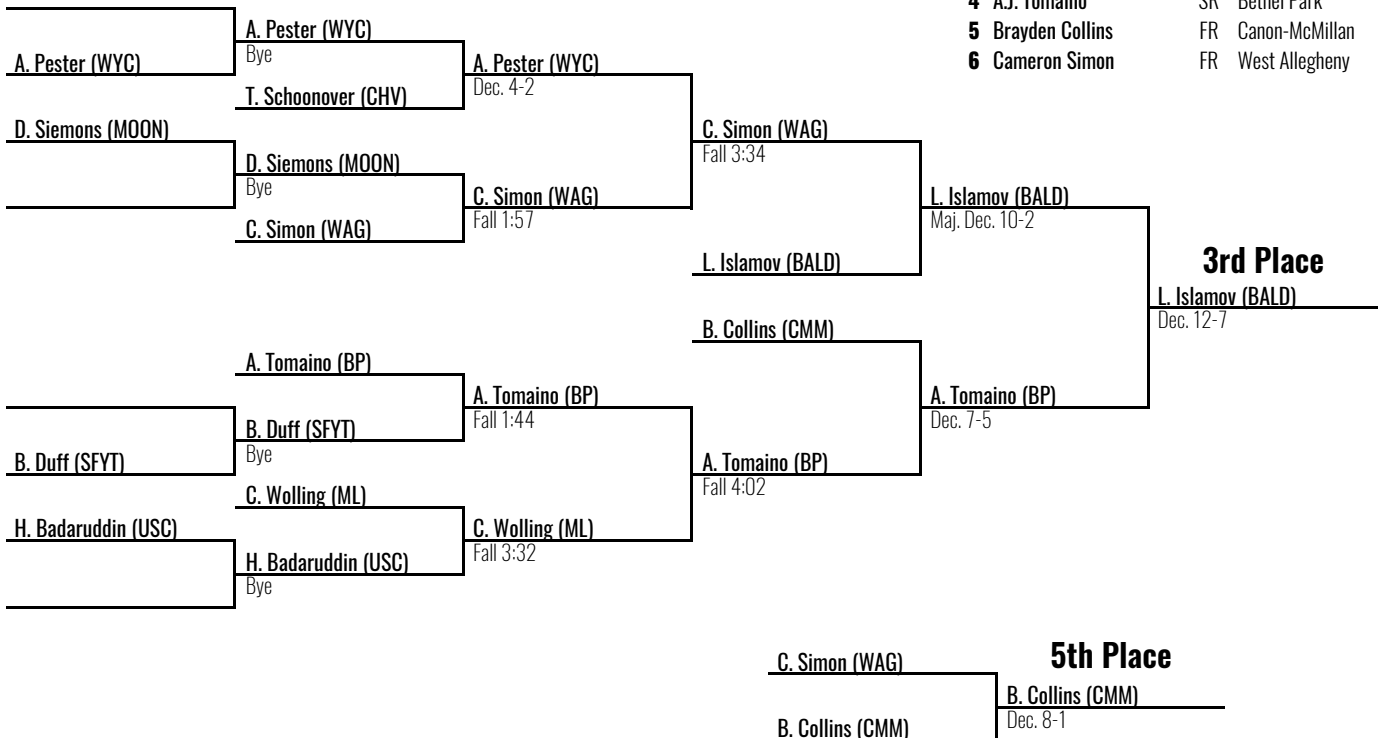 4 A.J. Tomaino SR Bethel Park
5 Brayden Collins FR Canon-McMillan
6 Cameron Simon FR West Allegheny
A. Pester (WYC)
D. Siemons (MOON)
B. Duff (SFYT)
H. Badaruddin (USC)
A. Pester (WYC)
Bye
T. Schoonover (CHV)
D. Siemons (MOON)
Bye
C. Simon (WAG)
A. Tomaino (BP)
B. Duff (SFYT)
Bye
C. Wolling (ML)
H. Badaruddin (USC)
Bye
A. Pester (WYC)
Dec. 4-2
C. Simon (WAG)
Fall 1:57
A. Tomaino (BP)
Fall 1:44
C. Wolling (ML)
Fall 3:32
C. Simon (WAG)
Fall 3:34
L. Islamov (BALD)
B. Collins (CMM)
A. Tomaino (BP)
Fall 4:02
L. Islamov (BALD)
Maj. Dec. 10-2
A. Tomaino (BP)
Dec. 7-5
3rd Place
L. Islamov (BALD)
Dec. 12-7
5th Place
C. Simon (WAG)
B. Collins (CMM)
B. Collins (CMM)
Dec. 8-1